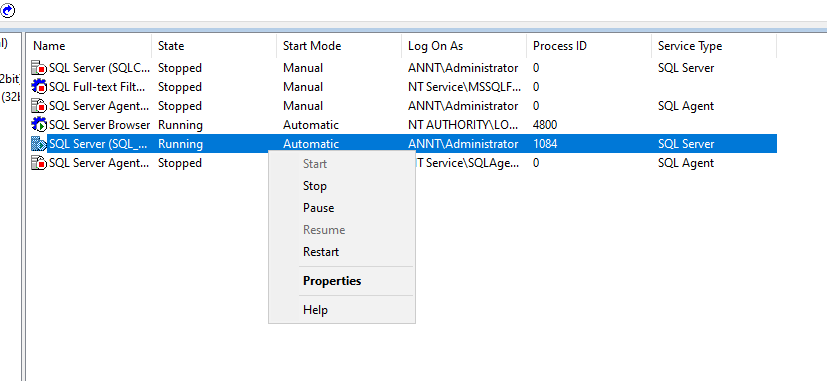 Name State Start Mode Log On As Process ID Service Type
SQL Server (SQLC... Stopped Manual ANNT\Administrator 0 SQL Server
SQL Full-text Filt... Stopped Manual NT Service\MSSQLF... 0
SQL Server Agent... Stopped Manual ANNT\Administrator 0 SQL Agent
SQL Server Browser Running Automatic NT AUTHORITY\LO... 4800
SQL Server (SQL_... Running Automatic ANNT\Administrator 1084 SQL Server
SQL Server Agent... Stopped NT Service\SQLAge... 0 SQL Agent
Start
Stop
Pause
Resume
Restart
Properties
Help